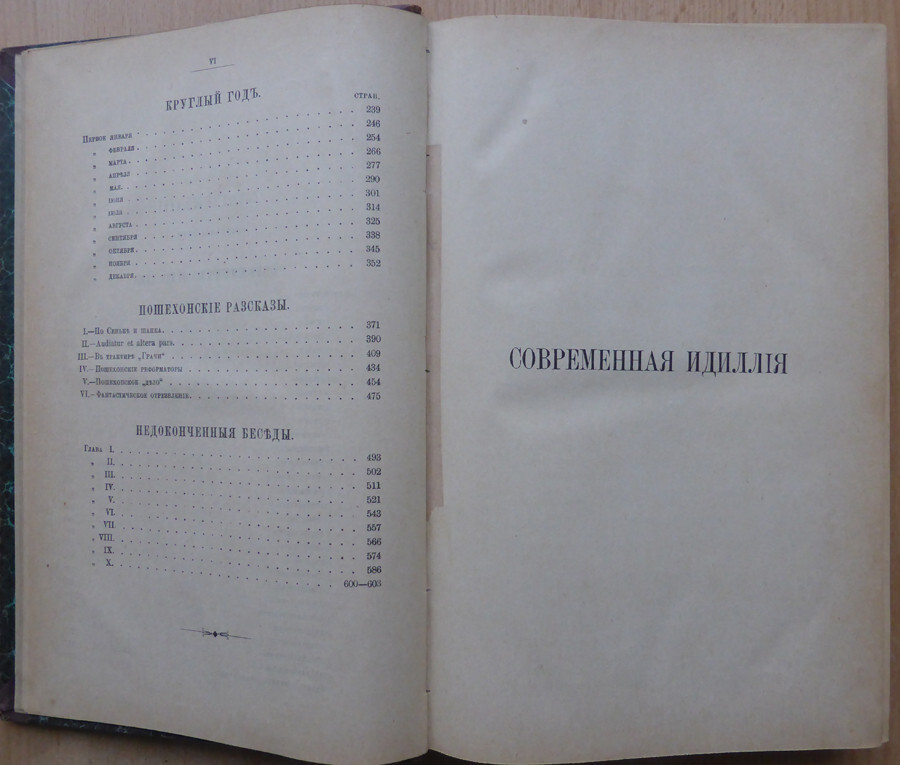 VI
КРУГЛЫЙ ГОДЪ.
СТРАН.
Первое января 239
„ февраля. 246
„ марта. 254
„ апрѣля 266
„ мая. 277
„ іюня 290
„ іюля 301
„ августа 314
„ сентября 325
„ октября. 338
„ ноября 345
„ декабря. 352
ПОШЕХОНСКІЕ РАЗСКАЗЫ.
I.—По Сенькѣ и шапка. 371
II.—Audiatur et altera pars. 390
III.—Въ трактирѣ „Грачи“ 409
IV.—Пошехонскіе реформаторы 434
V.—Пошехонское „дѣло“ 454
VI.—Фантастическое отрезвленіе. 475
НЕДОКОНЧЕННЫЯ БЕСѢДЫ.
Глава I. 493
„ II. 502
„ III. 511
„ IV. 521
„ V. 543
„ VI. 557
„ VII. 566
„ VIII. 574
„ IX. 586
„ X. 600—603
СОВРЕМЕННАЯ ИДИЛЛІЯ